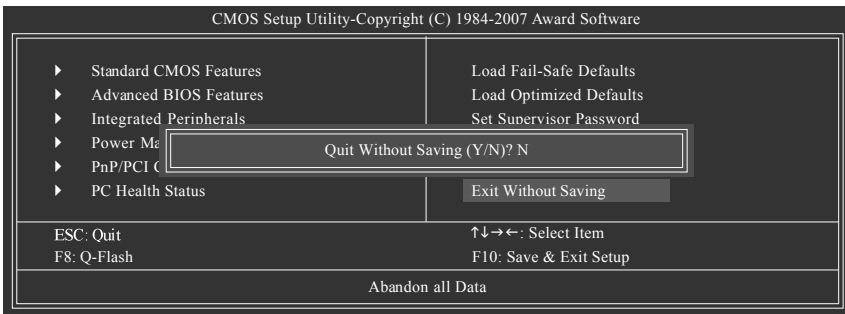 CMOS Setup Utility-Copyright (C) 1984-2007 Award Software
Standard CMOS Features
Advanced BIOS Features
Integrated Peripherals
Power Ma
PnP/PCI
PC Health Status
Load Fail-Safe Defaults
Load Optimized Defaults
Set Supervisor Password
Quit Without Saving (Y/N)? N
Exit Without Saving
ESC: Quit
F8: Q-Flash
↑↓→←: Select Item
F10: Save & Exit Setup
Abandon all Data